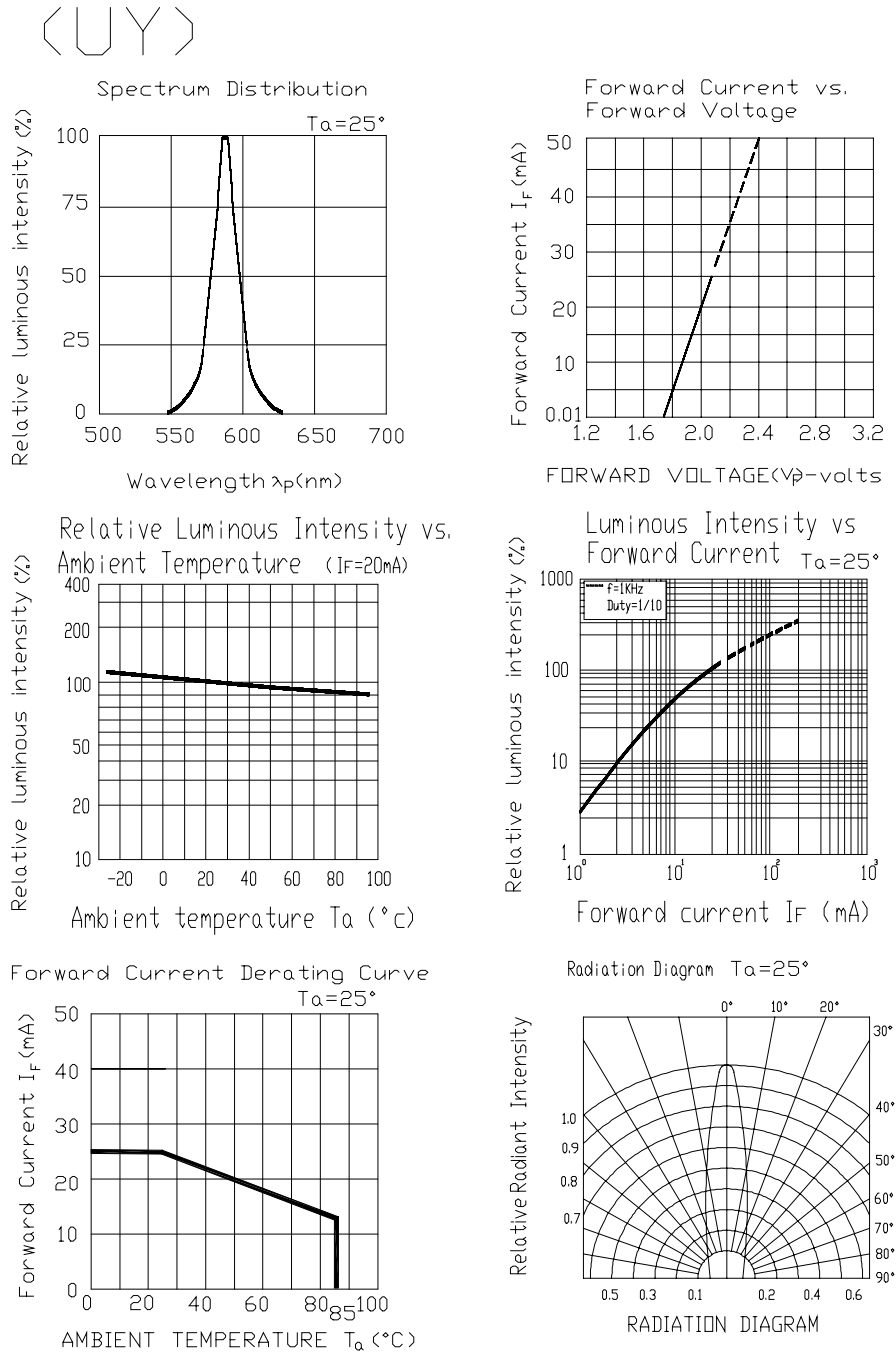 (UY)
Spectrum Distribution
Ta=25°
Relative luminous intensity (%)
100
75
50
25
0
500 550 600 650 700
Wavelength λp(nm)
Forward Current vs.
Forward Voltage
Forward Current IF (mA)
50
40
30
20
10
0.01
1.2 1.6 2.0 2.4 2.8 3.2
FORWARD VOLTAGE(VF)-volts
Relative Luminous Intensity vs.
Ambient Temperature (IF=20mA)
Relative luminous intensity (%)
400
200
100
50
20
10
-20 0 20 40 60 80 100
Ambient temperature Ta (°c)
Luminous Intensity vs
Forward Current Ta=25°
f=1KHz
Duty=1/10
Relative luminous intensity (%)
1000
100
10
1
10⁰ 10¹ 10² 10³
Forward current IF (mA)
Forward Current Derating Curve
Ta=25°
Forward Current IF (mA)
50
40
30
20
10
0
0 20 40 60 80 85 100
AMBIENT TEMPERATURE Ta (°C)
Radiation Diagram Ta=25°
Relative Radiant Intensity
0° 10° 20°
30°
40°
50°
60°
70°
80°
90°
1.0
0.9
0.8
0.7
0.5 0.3 0.1 0.2 0.4 0.6
RADIATION DIAGRAM